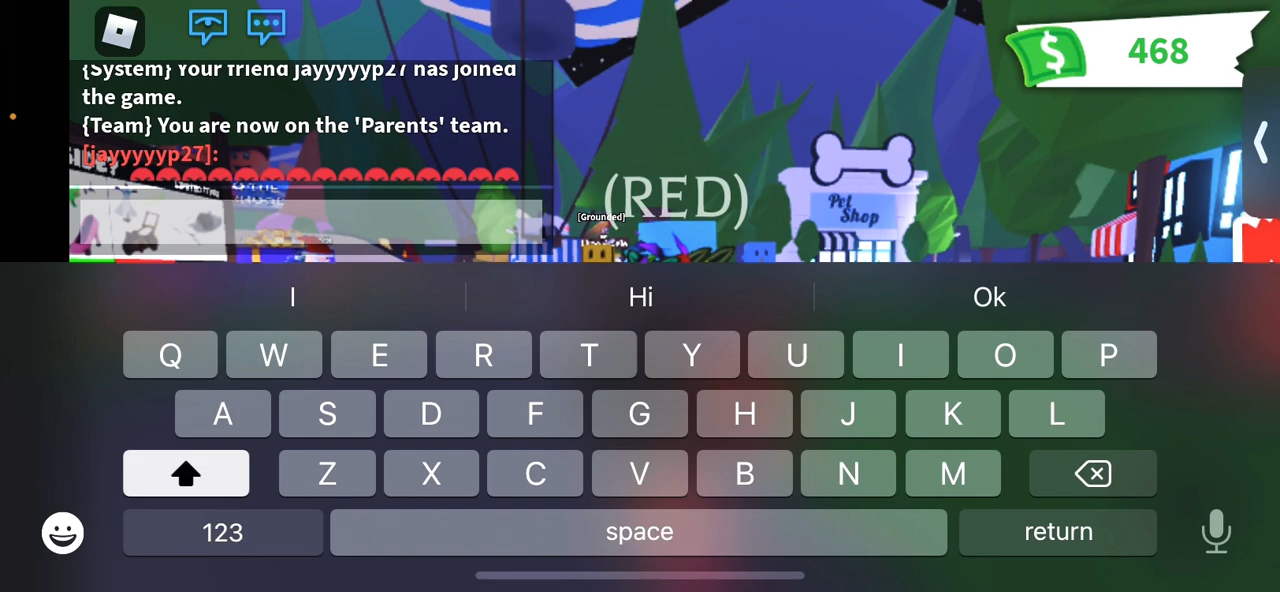 468
{System} Your friend jayyyyyp27 has joined
the game.
{Team} You are now on the 'Parents' team.
[jayyyyyp27]:
(RED)
[Grounded]
Pet
Shop
I Hi Ok
Q W E R T Y U I O P
A S D F G H J K L
Z X C V B N M
123 space return